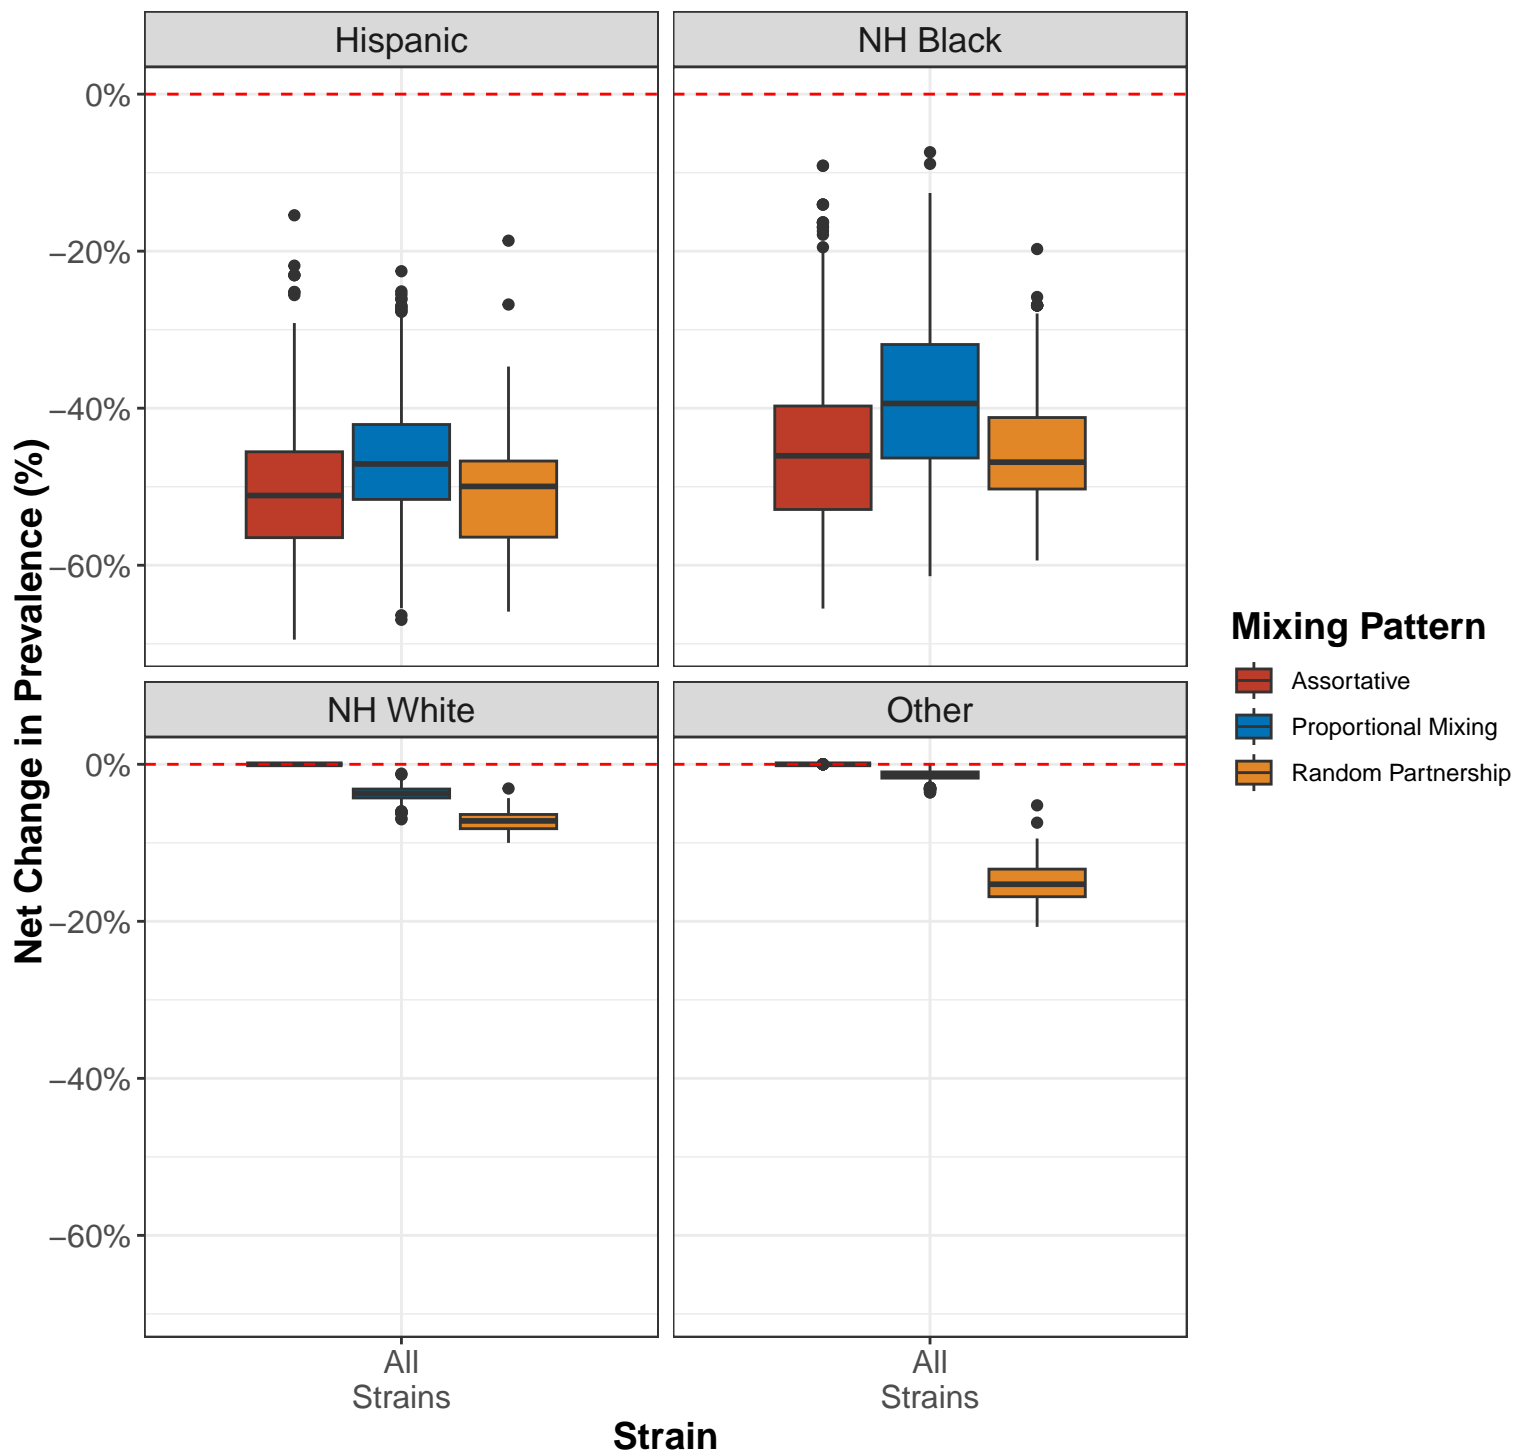 Hispanic
NH Black
0%
−20%
−40%
−60%
NH White
Other
0%
−20%
−40%
−60%
All
Strains
All
Strains
Strain
Net Change in Prevalence (%)
Mixing Pattern
Assortative
Proportional Mixing
Random Partnership